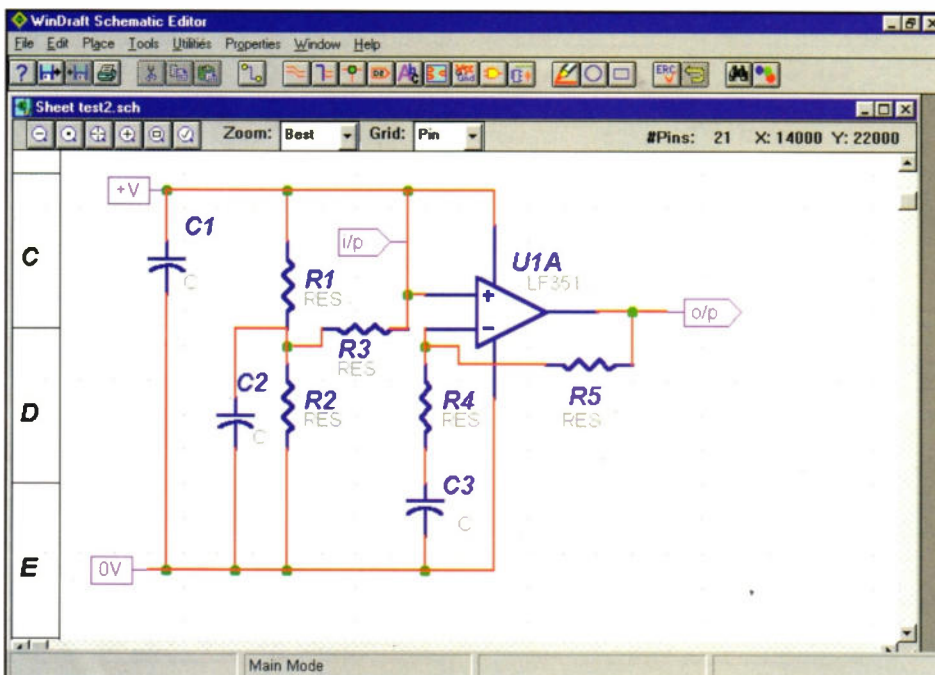 WinDraft Schematic Editor
File Edit Place Tools Utilities Properties Window Help
Sheet test2.sch
Zoom: Best Grid: Pin #Pins: 21 X: 14000 Y: 22000
+V
C1
C
C
i/p
R1
RES
U1A
LF351
+
−
o/p
R3
RES
C2
C
R2
RES
R4
RES
R5
RES
D
C3
C
E
0V
Main Mode